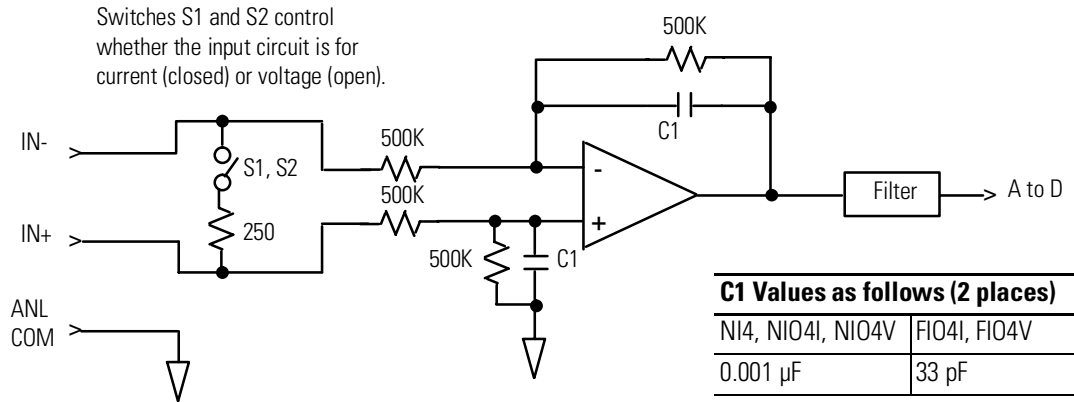 Switches S1 and S2 control
whether the input circuit is for
current (closed) or voltage (open).
500K
C1
IN-
500K
S1, S2
-
500K
Filter
A to D
IN+
250
+
500K
C1
ANL
COM
C1 Values as follows (2 places)
NI4, NIO4I, NIO4V FIO4I, FIO4V
0.001 µF 33 pF